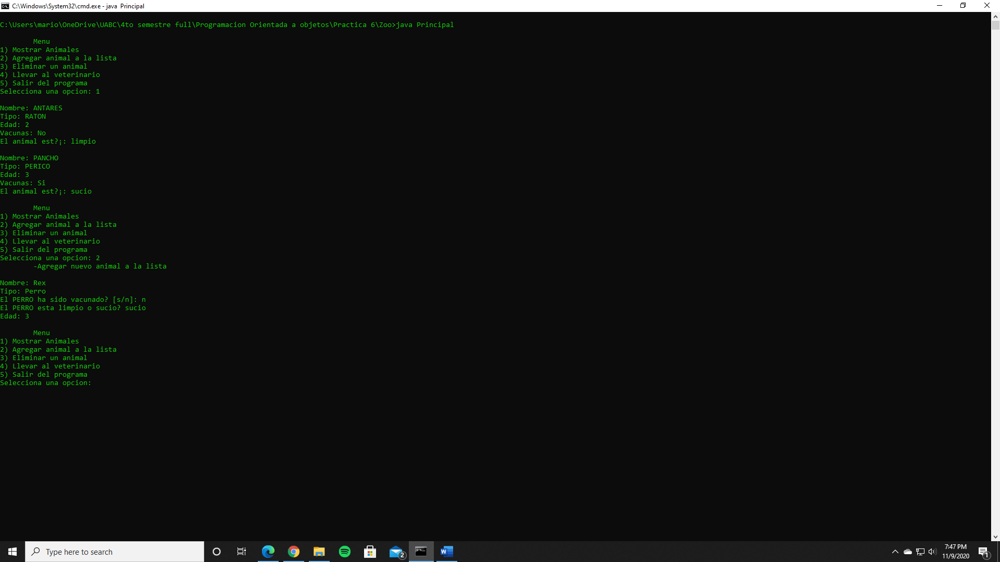 C:\Windows\System32\cmd.exe - java  Principal
C:\Users\mario\OneDrive\UABC\4to semestre full\Programacion Orientada a objetos\Practica 6\Zoo>java Principal
Menu
1) Mostrar Animales
2) Agregar animal a la lista
3) Eliminar un animal
4) Llevar al veterinario
5) Salir del programa
Selecciona una opcion: 1
Nombre: ANTARES
Tipo: RATON
Edad: 2
Vacunas: No
El animal est?¡: limpio
Nombre: PANCHO
Tipo: PERICO
Edad: 3
Vacunas: Si
El animal est?¡: sucio
Menu
1) Mostrar Animales
2) Agregar animal a la lista
3) Eliminar un animal
4) Llevar al veterinario
5) Salir del programa
Selecciona una opcion: 2
-Agregar nuevo animal a la lista
Nombre: Rex
Tipo: Perro
El PERRO ha sido vacunado? [s/n]: n
El PERRO esta limpio o sucio? sucio
Edad: 3
Menu
1) Mostrar Animales
2) Agregar animal a la lista
3) Eliminar un animal
4) Llevar al veterinario
5) Salir del programa
Selecciona una opcion:
Type here to search
2
7:47 PM
11/9/2020
1